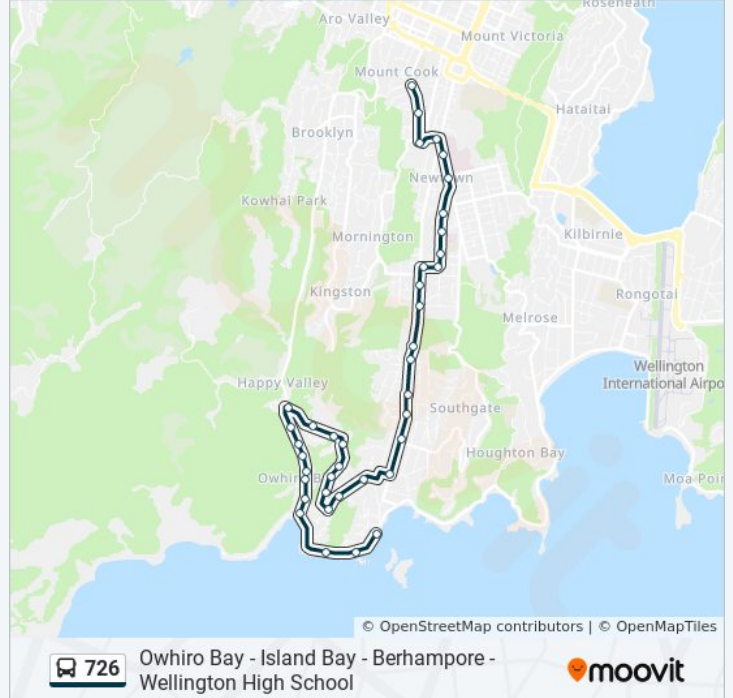 Roseneath
Aro Valley
Mount Victoria
Mount Cook
Hataitai
Brooklyn
Newtown
Kowhai Park
Mornington
Kilbirnie
Kingston
Rongotai
Melrose
Wellington
International Airpo
Happy Valley
Southgate
Houghton Bay
Owhiro B
Moa Poin
© OpenStreetMap contributors | © OpenMapTiles
726
Owhiro Bay - Island Bay - Berhampore -
Wellington High School
moovit